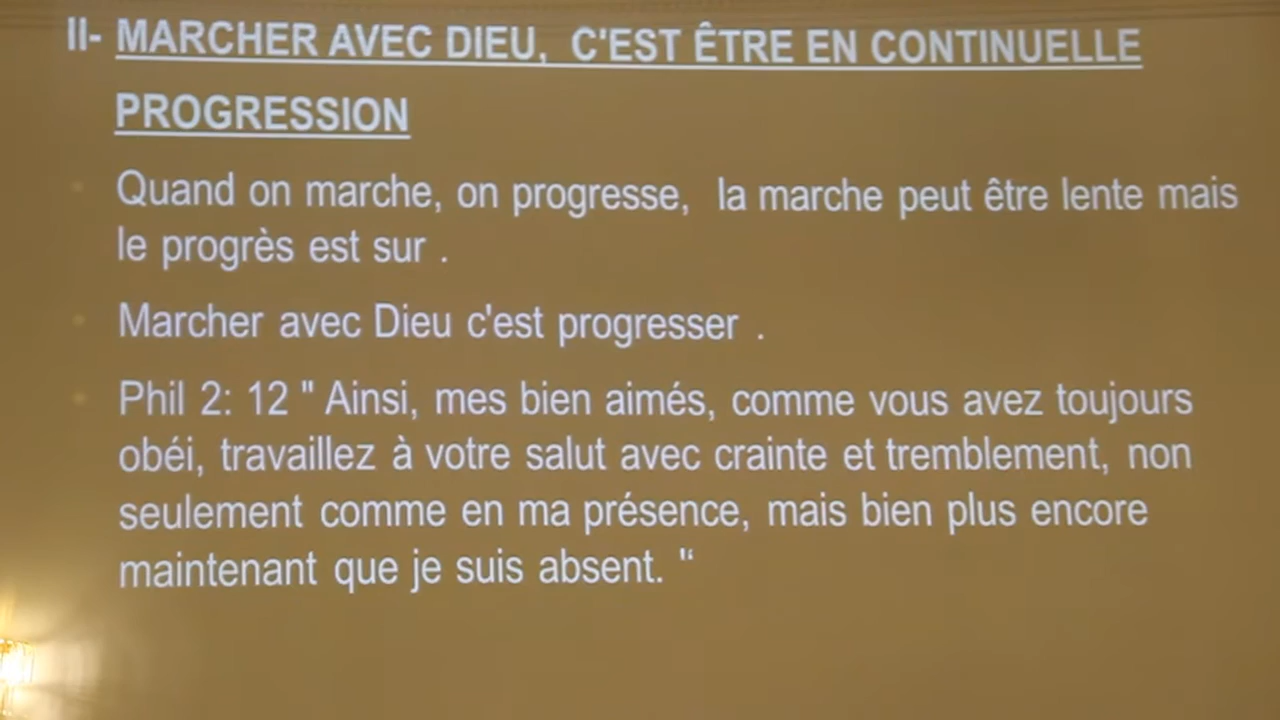 II- MARCHER AVEC DIEU, C'EST ÊTRE EN CONTINUELLE
PROGRESSION
Quand on marche, on progresse, la marche peut être lente mais
le progrès est sur .
Marcher avec Dieu c'est progresser .
Phil 2: 12 " Ainsi, mes bien aimés, comme vous avez toujours
obéi, travaillez à votre salut avec crainte et tremblement, non
seulement comme en ma présence, mais bien plus encore
maintenant que je suis absent. "